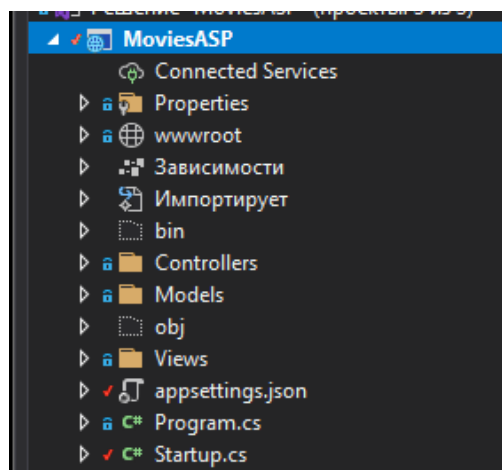 MoviesASP
Connected Services
Properties
wwwroot
Зависимости
Импортирует
bin
Controllers
Models
obj
Views
appsettings.json
C# Program.cs
C# Startup.cs